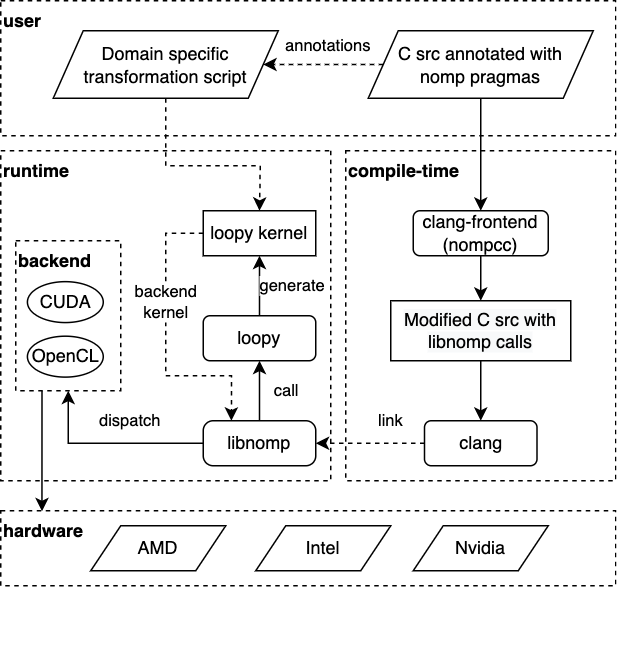 user
Domain specific
transformation script
annotations
C src annotated with
nomp pragmas
runtime
compile-time
loopy kernel
clang-frontend
(nompcc)
backend
CUDA
OpenCL
backend
kernel
generate
loopy
Modified C src with
libnomp calls
call
dispatch
libnomp
link
clang
hardware
AMD
Intel
Nvidia